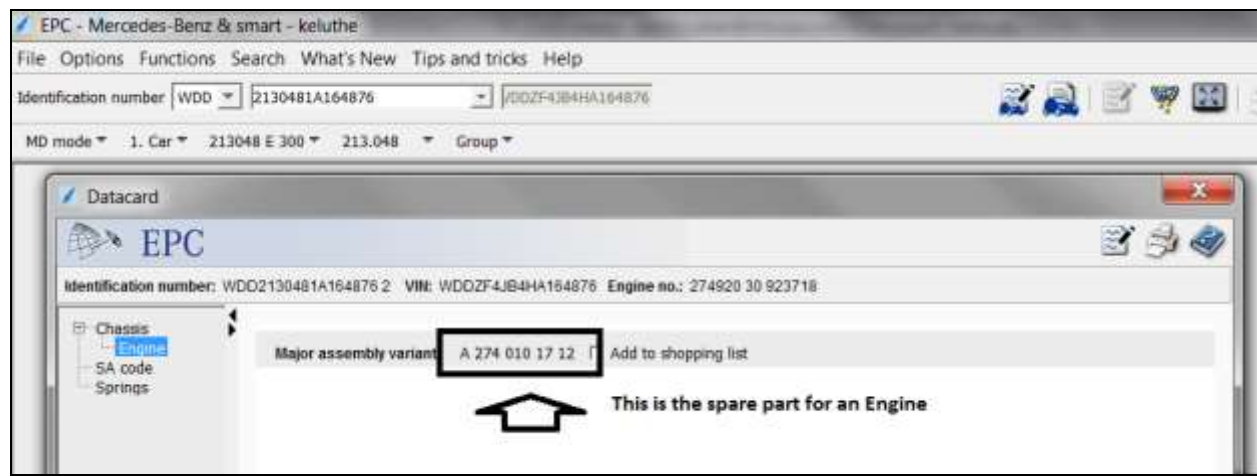 EPC - Mercedes-Benz & smart - keluthe
File Options Functions Search What's New Tips and tricks Help
Identification number WDD 2130481A164876 /DDZF4JB4HA164876
MD mode 1. Car 213048 E 300 213.048 Group
Datacard
EPC
Identification number: WDD2130481A164876 2 VIN: WDDZF4JB4HA164876 Engine no.: 274920 30 923718
Chassis
Engine
SA code
Springs
Major assembly variant A 274 010 17 12 Add to shopping list
This is the spare part for an Engine